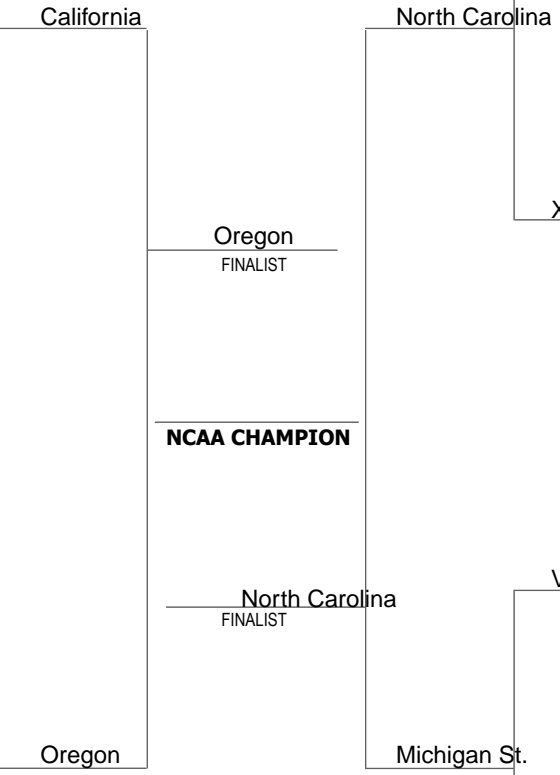 California
North Carolina
Oregon
FINALIST
NCAA CHAMPION
North Carolina
FINALIST
Oregon
Michigan St.